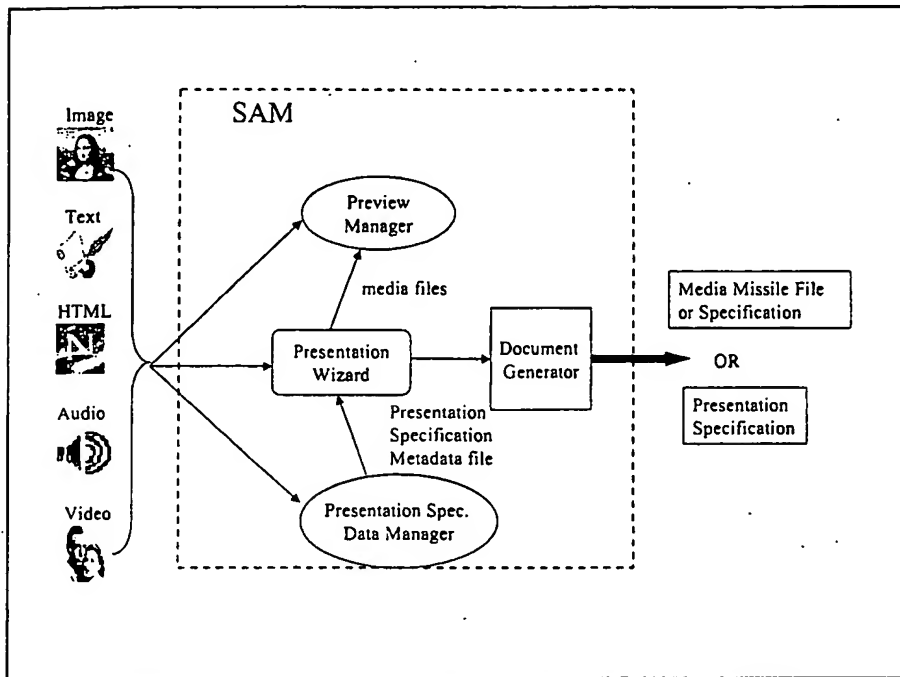 SAM
Image
Text
HTML
N
Audio
Video
Preview
Manager
media files
Presentation
Wizard
Presentation
Specification
Metadata file
Presentation Spec.
Data Manager
Document
Generator
Media Missile File
or Specification
OR
Presentation
Specification